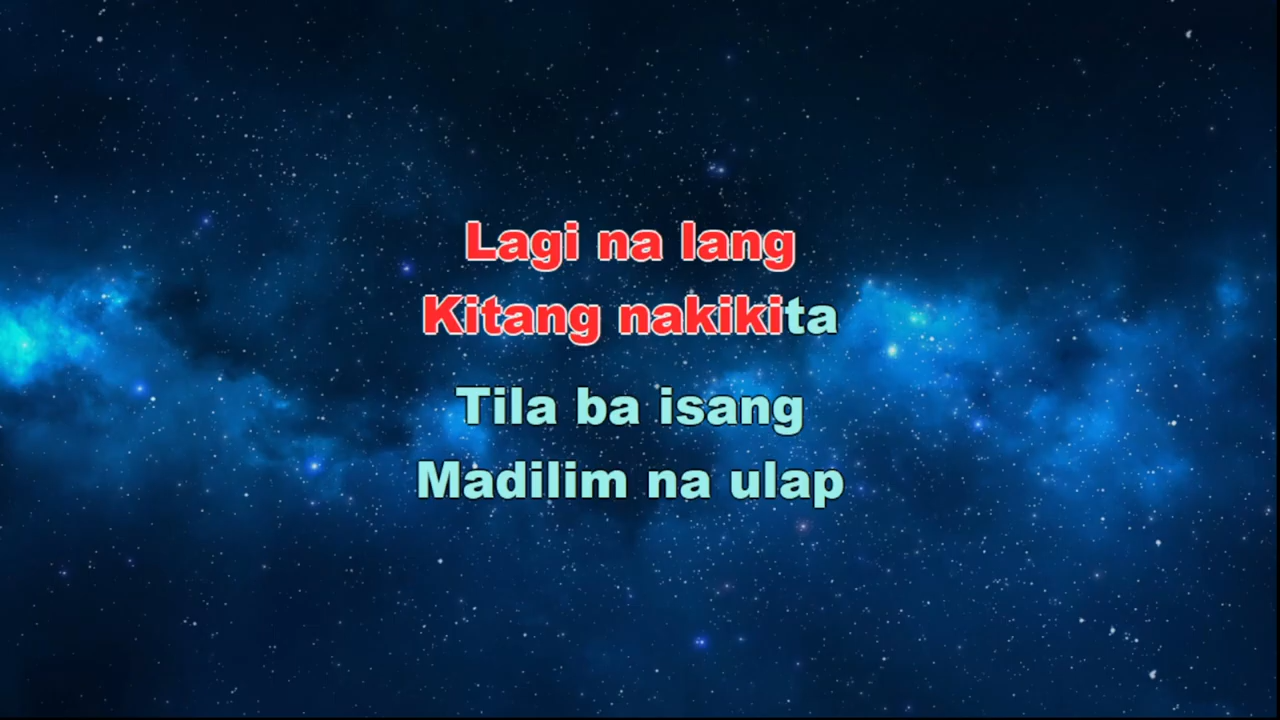 Lagi na lang
Kitang nakikita
Tila ba isang
Madilim na ulap